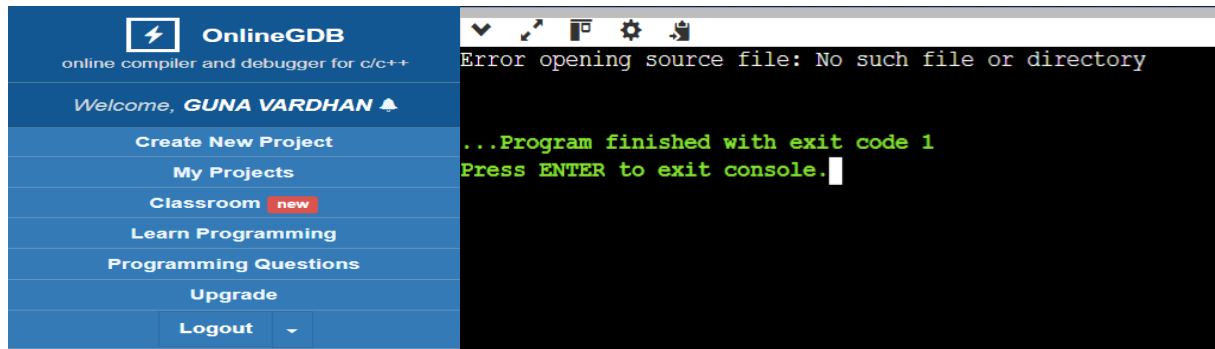 OnlineGDB
online compiler and debugger for c/c++
Welcome, GUNA VARDHAN
Create New Project
My Projects
Classroom new
Learn Programming
Programming Questions
Upgrade
Logout
Error opening source file: No such file or directory
...Program finished with exit code 1
Press ENTER to exit console.